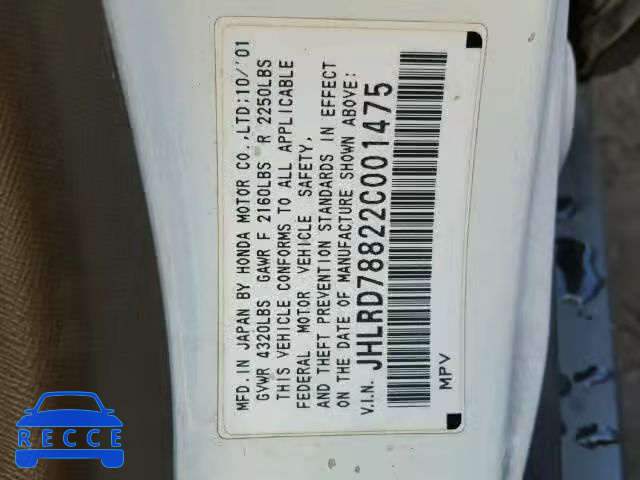 MFD.IN JAPAN BY HONDA MOTOR CO.,LTD:10/'01
GVWR 4320LBS GAWR F 2160LBS R 2250LBS
THIS VEHICLE CONFORMS TO ALL APPLICABLE
FEDERAL MOTOR VEHICLE SAFETY,
AND THEFT PREVENTION STANDARDS IN EFFECT
ON THE DATE OF MANUFACTURE SHOWN ABOVE:
V.I.N. JHLRD78822C001475
MPV
RECCE